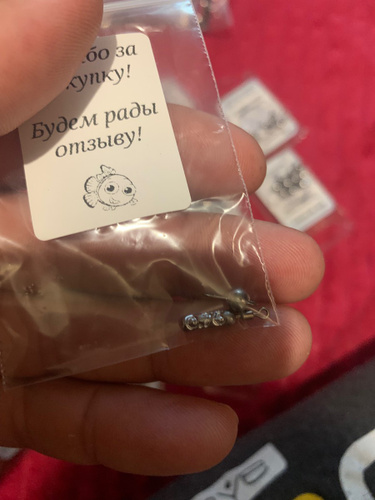 бо за
купку!
Будем рады
отзыву!